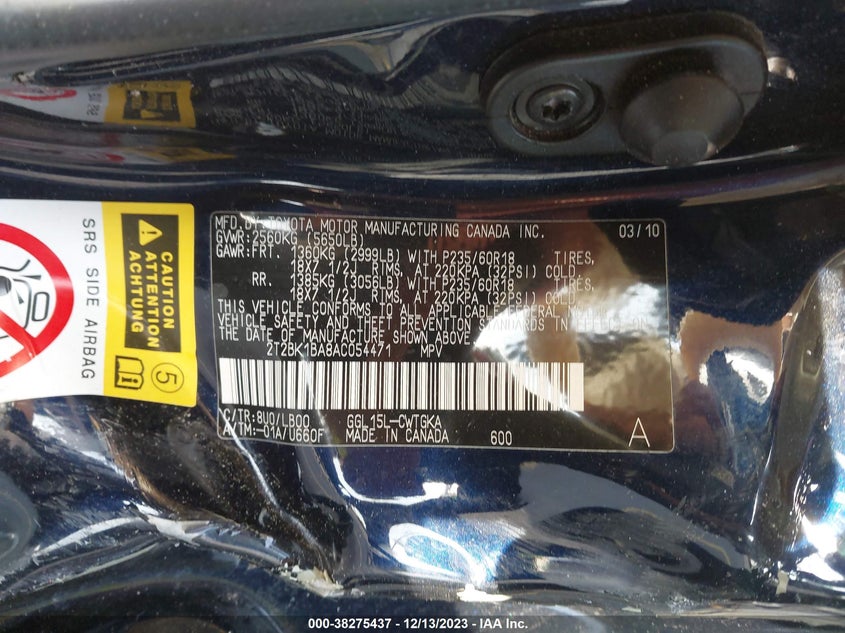 MFD. BY: TOYOTA MOTOR MANUFACTURING CANADA INC. 03/10
GVWR: 2560KG (5650LB)
GAWR: FRT. 1360KG (2999LB) WITH P235/60R18 TIRES,
18X7 1/2J RIMS, AT 220KPA (32PSI) COLD.
RR. 1385KG (3056LB) WITH P235/60R18 TIRES,
18X7 1/2J RIMS, AT 220KPA (32PSI) COLD.
THIS VEHICLE CONFORMS TO ALL APPLICABLE FEDERAL MOTOR
VEHICLE SAFETY AND THEFT PREVENTION STANDARDS IN EFFECT ON
THE DATE OF MANUFACTURE SHOWN ABOVE.
2T2BK1BA8AC054471 MPV
C/TR: 8U0/LB00 GGL15L-CWTGKA
A/TM: -01A/U660F MADE IN CANADA 600 A
SRS SIDE AIRBAG
CAUTION
ATTENTION
ACHTUNG
5
000-38275437 - 12/13/2023 - IAA Inc.